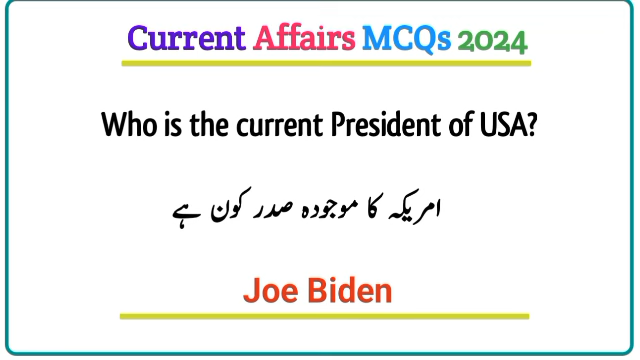 Current Affairs MCQs 2024
Who is the current President of USA?
امریکہ کا موجودہ صدر کون ہے
Joe Biden